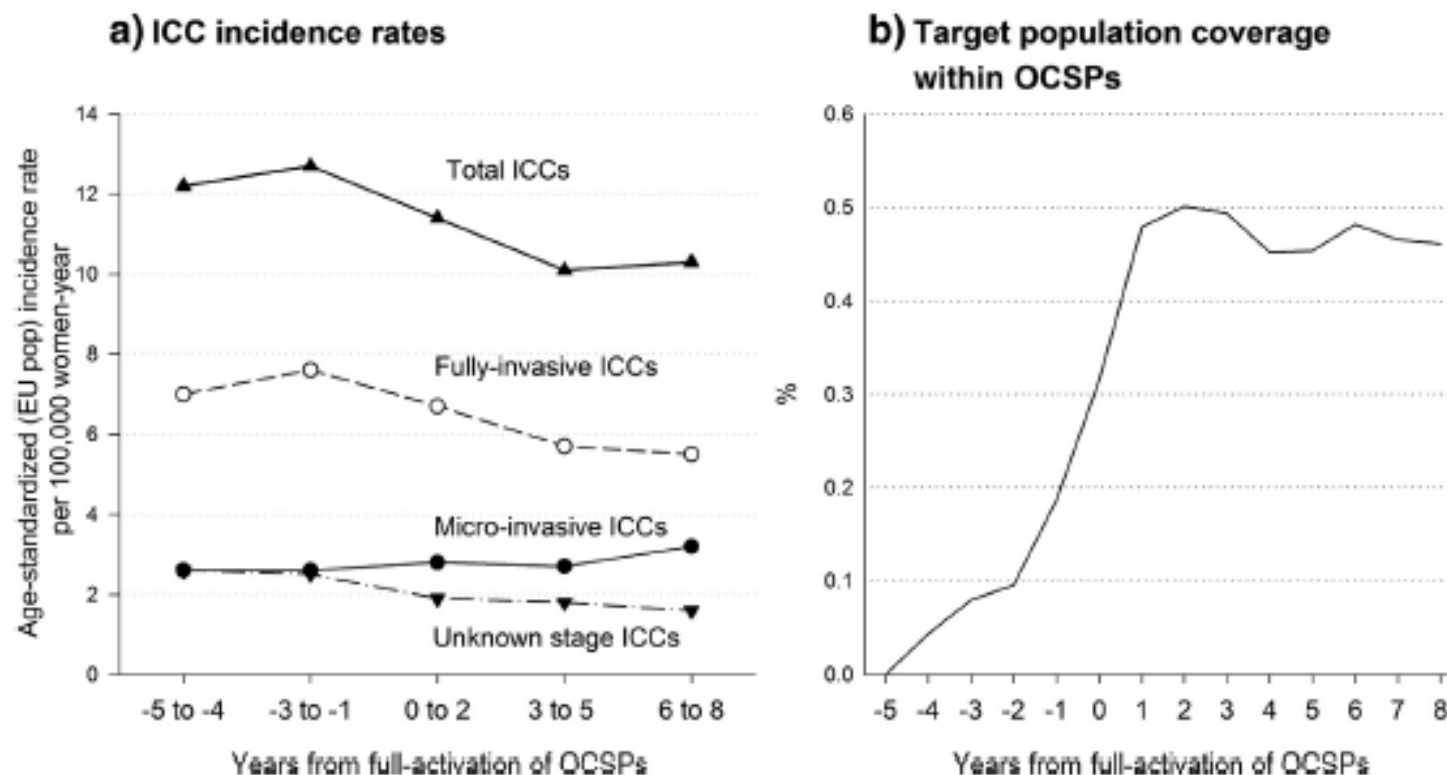 a) ICC incidence rates
b) Target population coverage
within OCSPs
Age-standardized (EU pop) incidence rate
per 100,000 women-year
14
12
10
8
6
4
2
0
Total ICCs
Fully-invasive ICCs
Micro-invasive ICCs
Unknown stage ICCs
-5 to -4 -3 to -1 0 to 2 3 to 5 6 to 8
Years from full-activation of OCSPs
%
0.6
0.5
0.4
0.3
0.2
0.1
0.0
-5 -4 -3 -2 -1 0 1 2 3 4 5 6 7 8
Years from full-activation of OCSPs